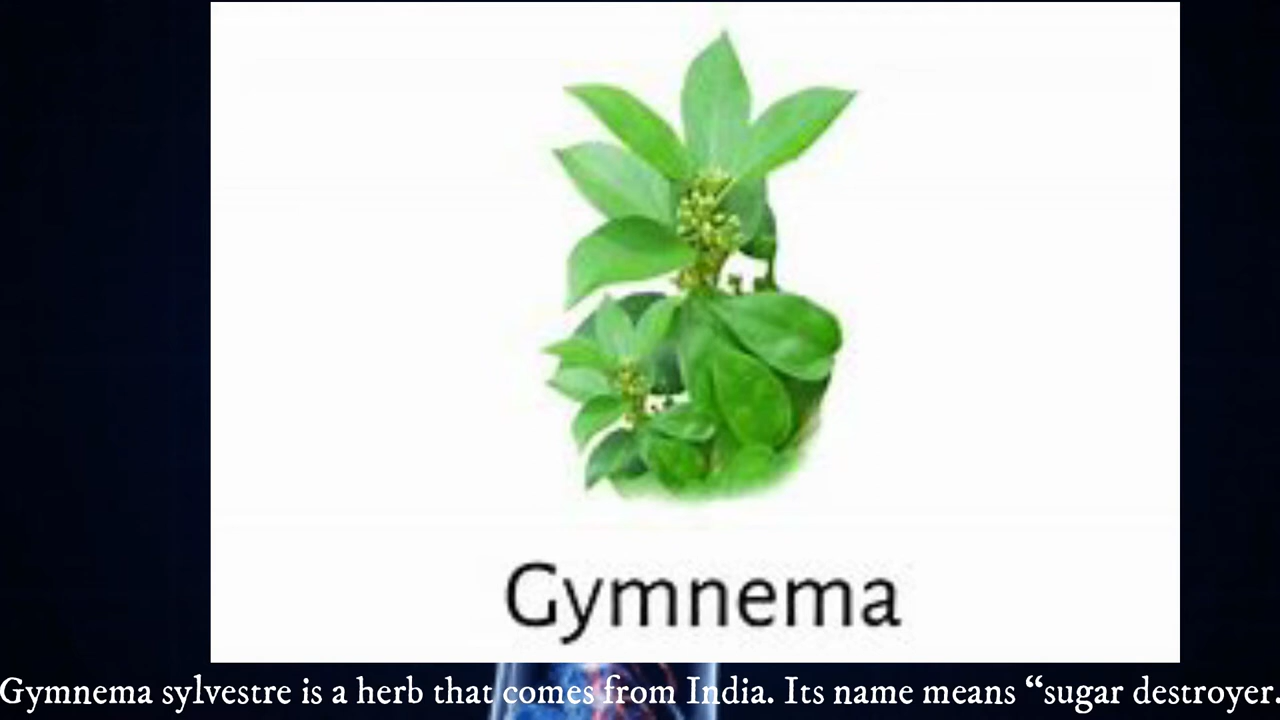 Gymnema
Gymnema sylvestre is a herb that comes from India. Its name means “sugar destroyer.